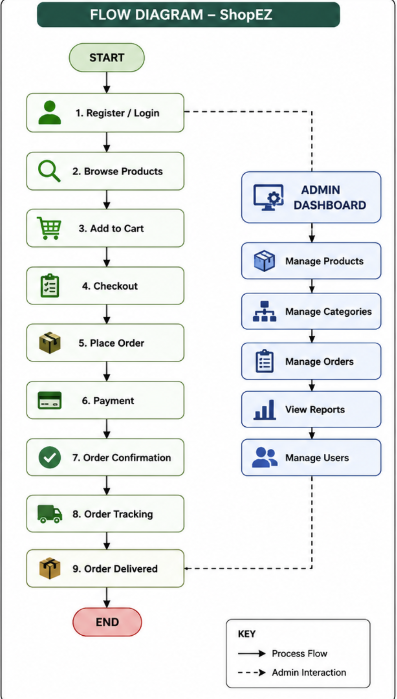 FLOW DIAGRAM – ShopEZ
START
1. Register / Login
2. Browse Products
3. Add to Cart
4. Checkout
5. Place Order
6. Payment
7. Order Confirmation
8. Order Tracking
9. Order Delivered
END
ADMIN
DASHBOARD
Manage Products
Manage Categories
Manage Orders
View Reports
Manage Users
KEY
Process Flow
Admin Interaction